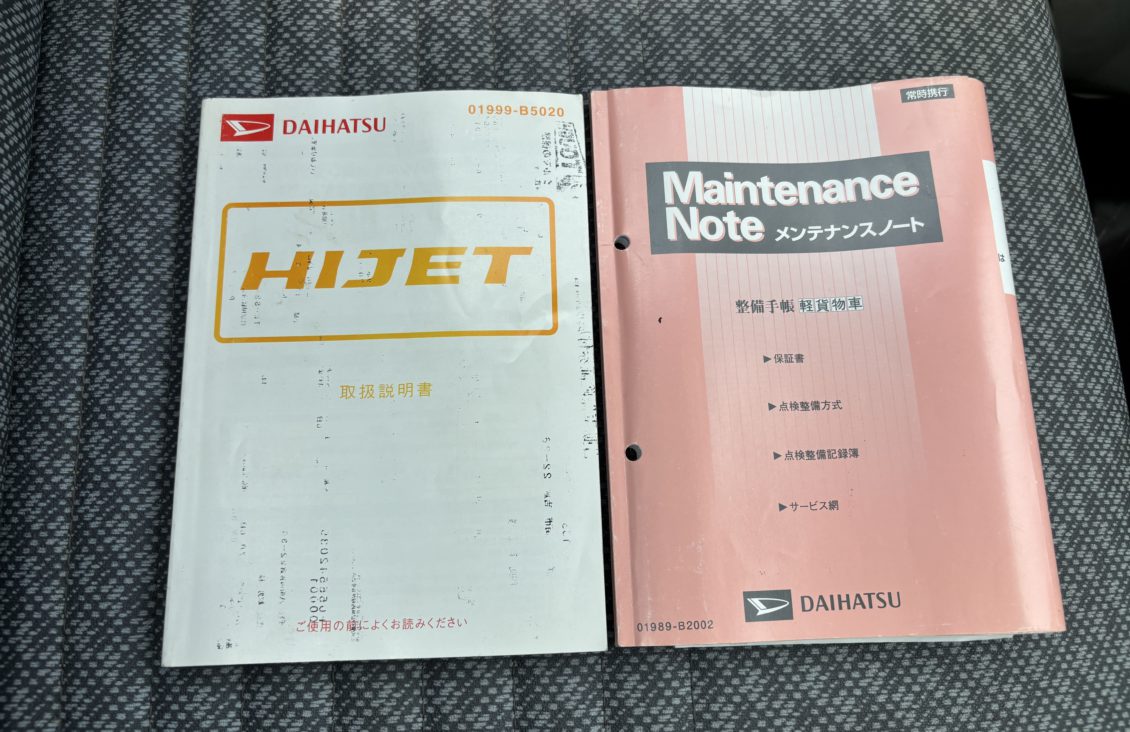 DAIHATSU
01999-B5020
HIJET
取扱説明書
ご使用の前によくお読みください
常時携行
Maintenance
Note メンテナンスノート
整備手帳 軽貨物車
▶保証書
▶点検整備方式
▶点検整備記録簿
▶サービス網
DAIHATSU
01989-B2002
は